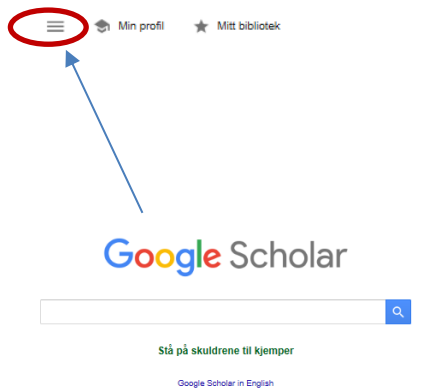 Min profil Mitt bibliotek
Google Scholar
Stå på skuldrene til kjemper
Google Scholar in English